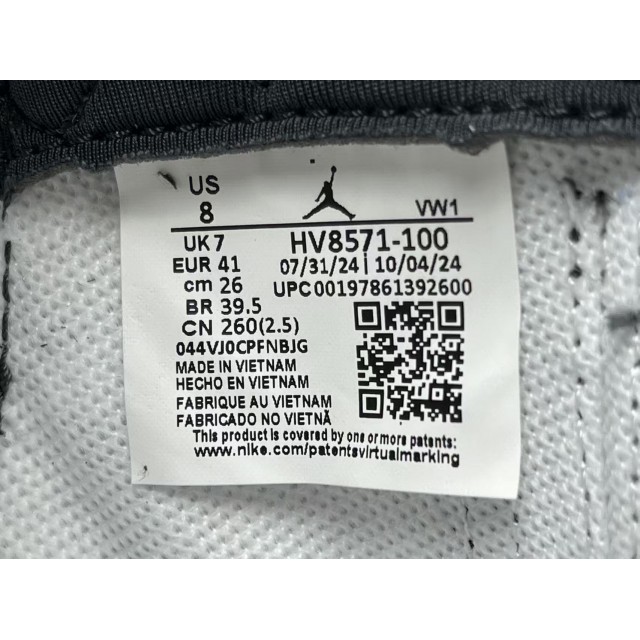 US
8
VW1
UK 7
HV8571-100
EUR 41
07/31/24 | 10/04/24
cm 26
UPC 00197861392600
BR 39.5
CN 260(2.5)
044VJ0CPFNBJG
MADE IN VIETNAM
HECHO EN VIETNAM
FABRIQUE AU VIETNAM
FABRICADO NO VIETNÃ
This product is covered by one or more patents:
www.nike.com/patentsvirtualmarking